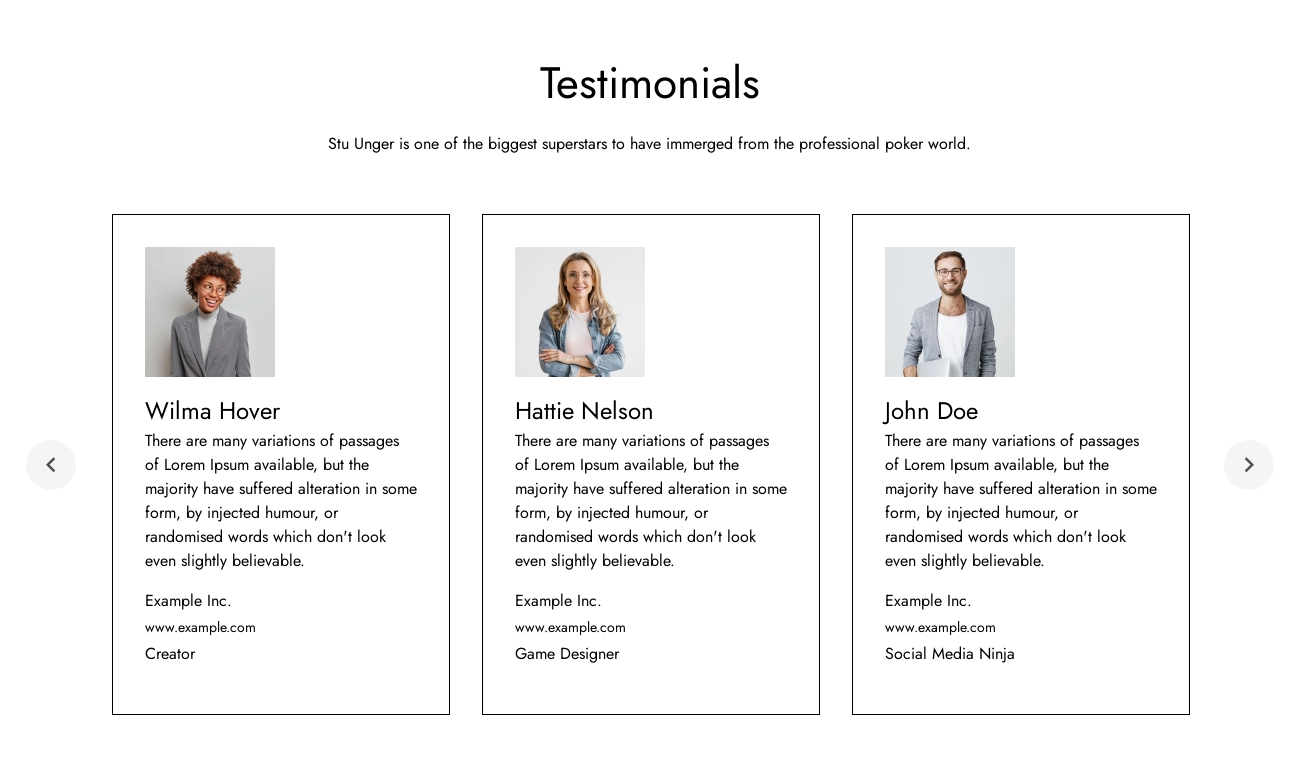 Testimonials
Stu Unger is one of the biggest superstars to have immerged from the professional poker world.
Wilma Hover
There are many variations of passages
of Lorem Ipsum available, but the
majority have suffered alteration in some
form, by injected humour, or
randomised words which don't look
even slightly believable.
Example Inc.
www.example.com
Creator
Hattie Nelson
There are many variations of passages
of Lorem Ipsum available, but the
majority have suffered alteration in some
form, by injected humour, or
randomised words which don't look
even slightly believable.
Example Inc.
www.example.com
Game Designer
John Doe
There are many variations of passages
of Lorem Ipsum available, but the
majority have suffered alteration in some
form, by injected humour, or
randomised words which don't look
even slightly believable.
Example Inc.
www.example.com
Social Media Ninja